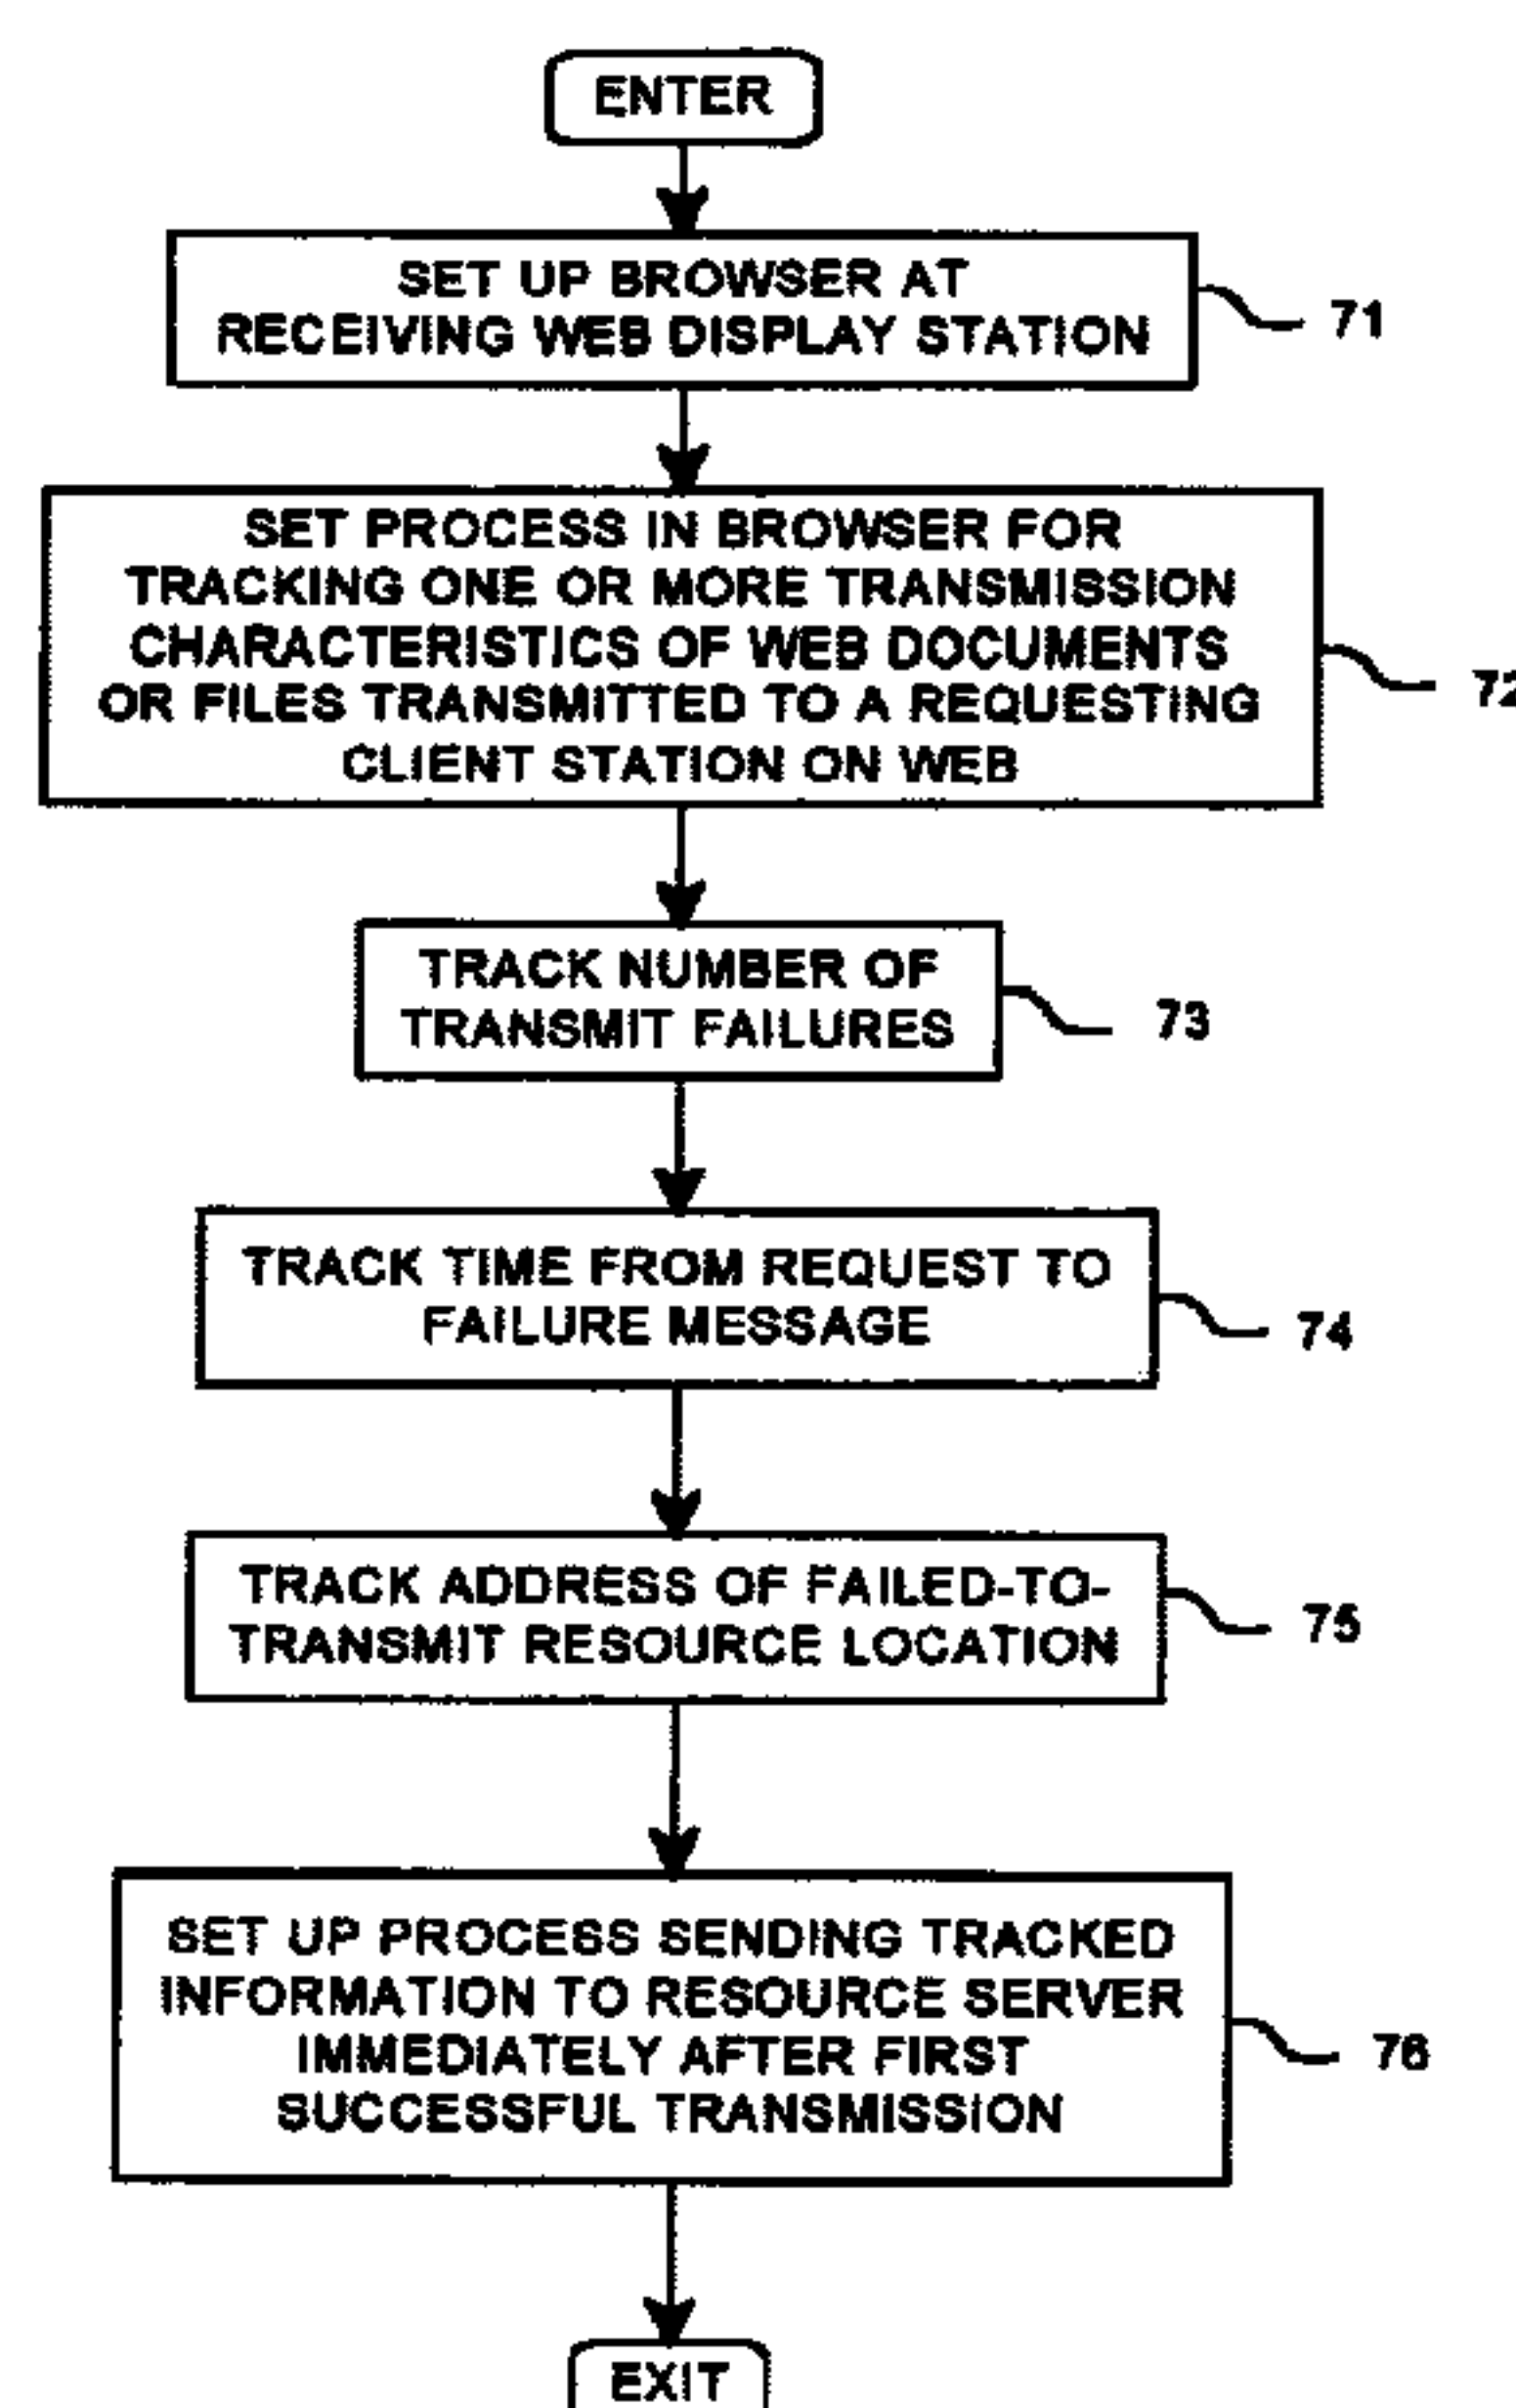 ENTER
SET UP BROWSER AT
RECEIVING WEB DISPLAY STATION
71
SET PROCESS IN BROWSER FOR
TRACKING ONE OR MORE TRANSMISSION
CHARACTERISTICS OF WEB DOCUMENTS
OR FILES TRANSMITTED TO A REQUESTING
CLIENT STATION ON WEB
72
TRACK NUMBER OF
TRANSMIT FAILURES
73
TRACK TIME FROM REQUEST TO
FAILURE MESSAGE
74
TRACK ADDRESS OF FAILED-TO-
TRANSMIT RESOURCE LOCATION
75
SET UP PROCESS SENDING TRACKED
INFORMATION TO RESOURCE SERVER
IMMEDIATELY AFTER FIRST
SUCCESSFUL TRANSMISSION
76
EXIT